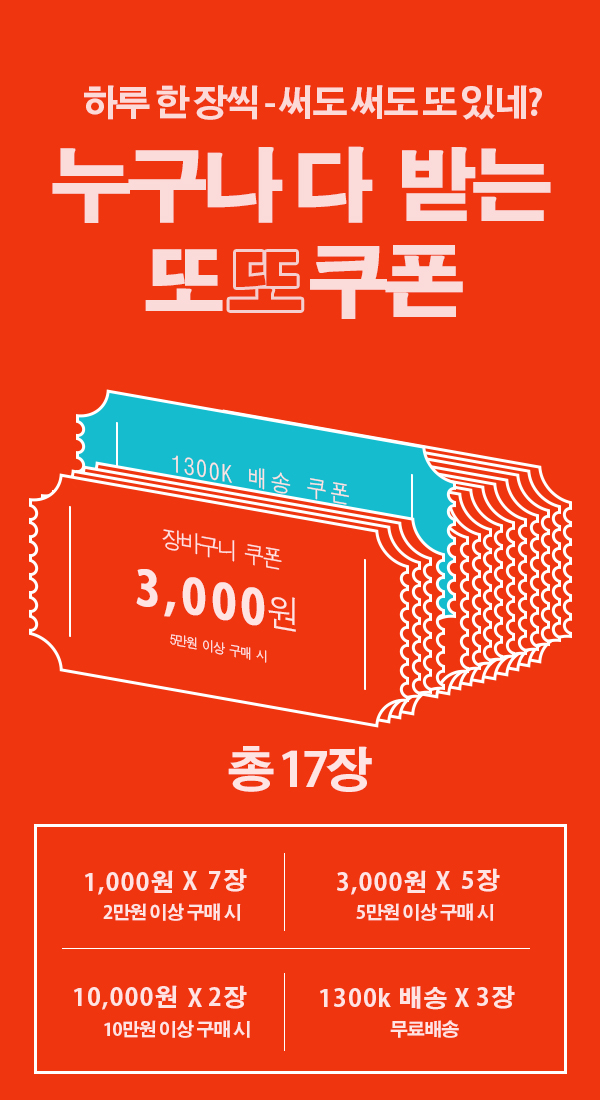 하루 한 장씩 - 써도 써도 또 있네?
누구나 다 받는
또또쿠폰
1300K 배송 쿠폰
장바구니 쿠폰
3,000원
5만원 이상 구매 시
총 17장
1,000원 X 7장
2만원 이상 구매 시
3,000원 X 5장
5만원 이상 구매 시
10,000원 X 2장
10만원 이상 구매 시
1300k 배송 X 3장
무료배송